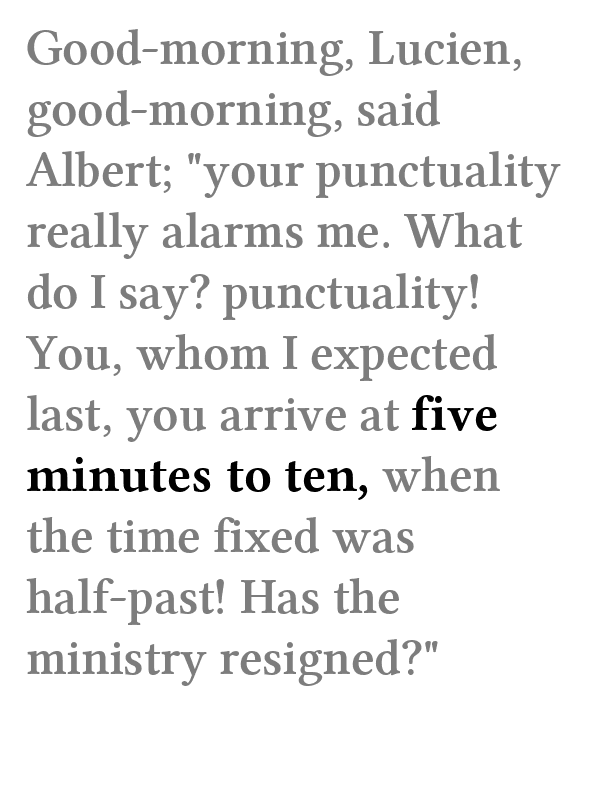 Good-morning, Lucien,
good-morning, said
Albert; "your punctuality
really alarms me. What
do I say? punctuality!
You, whom I expected
last, you arrive at five
minutes to ten, when
the time fixed was
half-past! Has the
ministry resigned?"